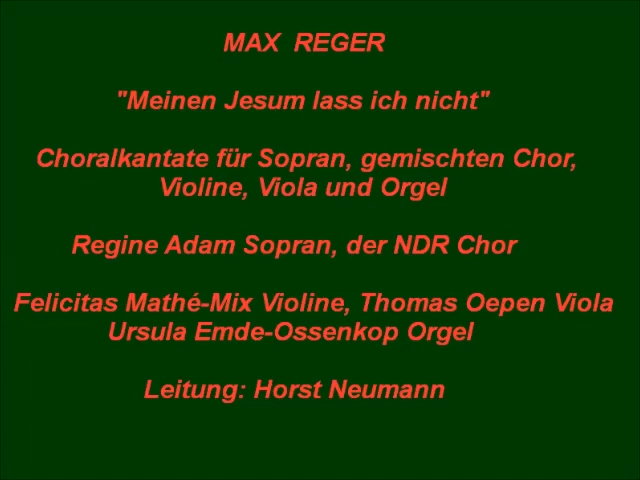 MAX  REGER
"Meinen Jesum lass ich nicht"
Choralkantate für Sopran, gemischten Chor,
Violine, Viola und Orgel
Regine Adam Sopran, der NDR Chor
Felicitas Mathé-Mix Violine, Thomas Oepen Viola
Ursula Emde-Ossenkop Orgel
Leitung: Horst Neumann